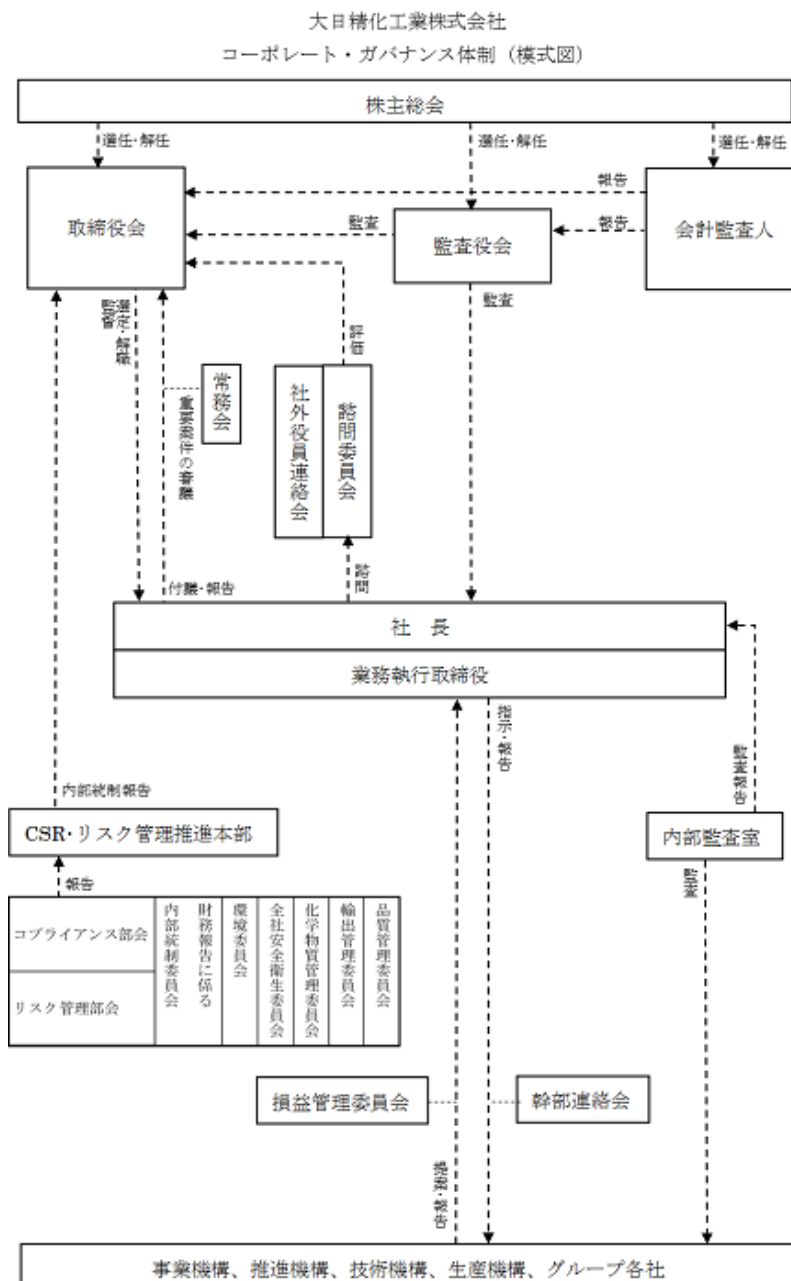 大日精化工業株式会社
コーポレート・ガバナンス体制（模式図）
株主総会
選任・解任
選任・解任
選任・解任
取締役会
監査役会
会計監査人
報告
報告
監査
監査
選定・解職
監督
評価
常務会
重要案件の審議
社外役員連絡会
諮問委員会
付議・報告
諮問
社　長
業務執行取締役
指示・報告
監査報告
内部統制報告
CSR・リスク管理推進本部
内部監査室
報告
監査
コプライアンス部会
リスク管理部会
財務報告に係る
内部統制委員会
環境委員会
全社安全衛生委員会
化学物質管理委員会
輸出管理委員会
品質管理委員会
損益管理委員会
幹部連絡会
事業機構、推進機構、技術機構、生産機構、グループ各社